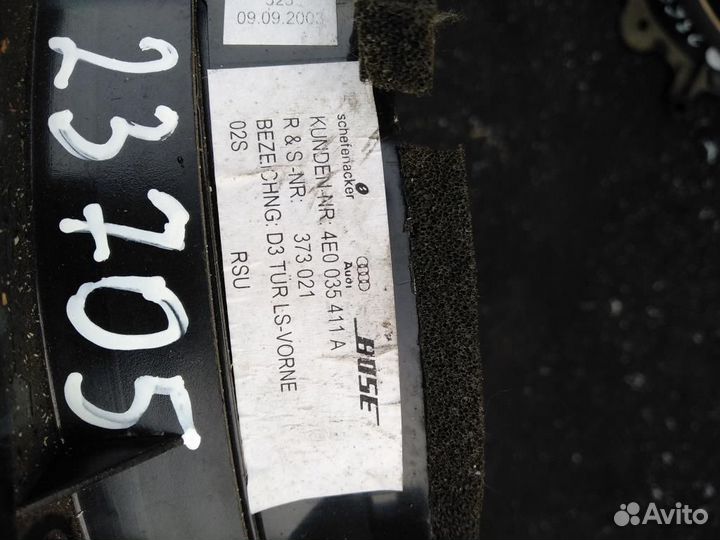 09.09.2003
schefenacker
Audi
BOSE
KUNDEN-NR: 4E0 035 411 A
R & S-NR: 373 021
BEZEICHNG: D3 TÜR LS-VORNE
02S RSU
23705
Avito